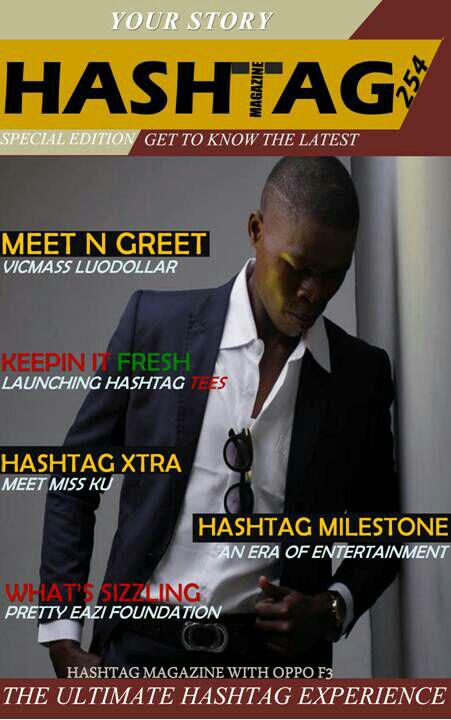 YOUR STORY
HASHTAG
MAGAZINE
254
SPECIAL EDITION/ GET TO KNOW THE LATEST
MEET N GREET
VICMASS LUODOLLAR
KEEPIN IT FRESH
LAUNCHING HASHTAG TEES
HASHTAG XTRA
MEET MISS KU
HASHTAG MILESTONE
AN ERA OF ENTERTAINMENT
WHAT'S SIZZLING
PRETTY EAZI FOUNDATION
HASHTAG MAGAZINE WITH OPPO F3
THE ULTIMATE HASHTAG EXPERIENCE